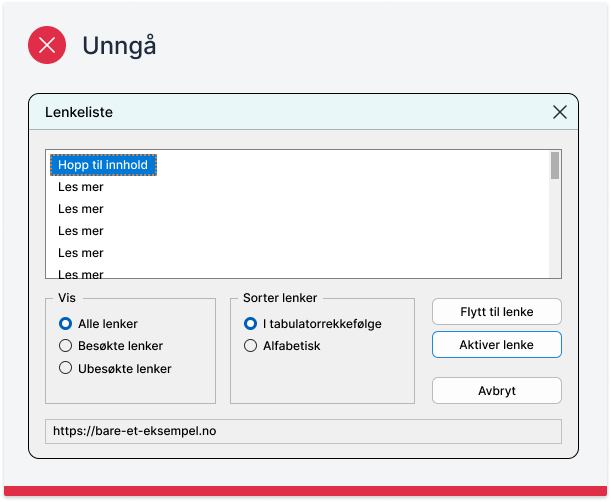 Unngå
Lenkeliste
Hopp til innhold
Les mer
Les mer
Les mer
Les mer
Les mer
Vis
Alle lenker
Besøkte lenker
Ubesøkte lenker
Sorter lenker
I tabulatorrekkefølge
Alfabetisk
Flytt til lenke
Aktiver lenke
Avbryt
https://bare-et-eksempel.no